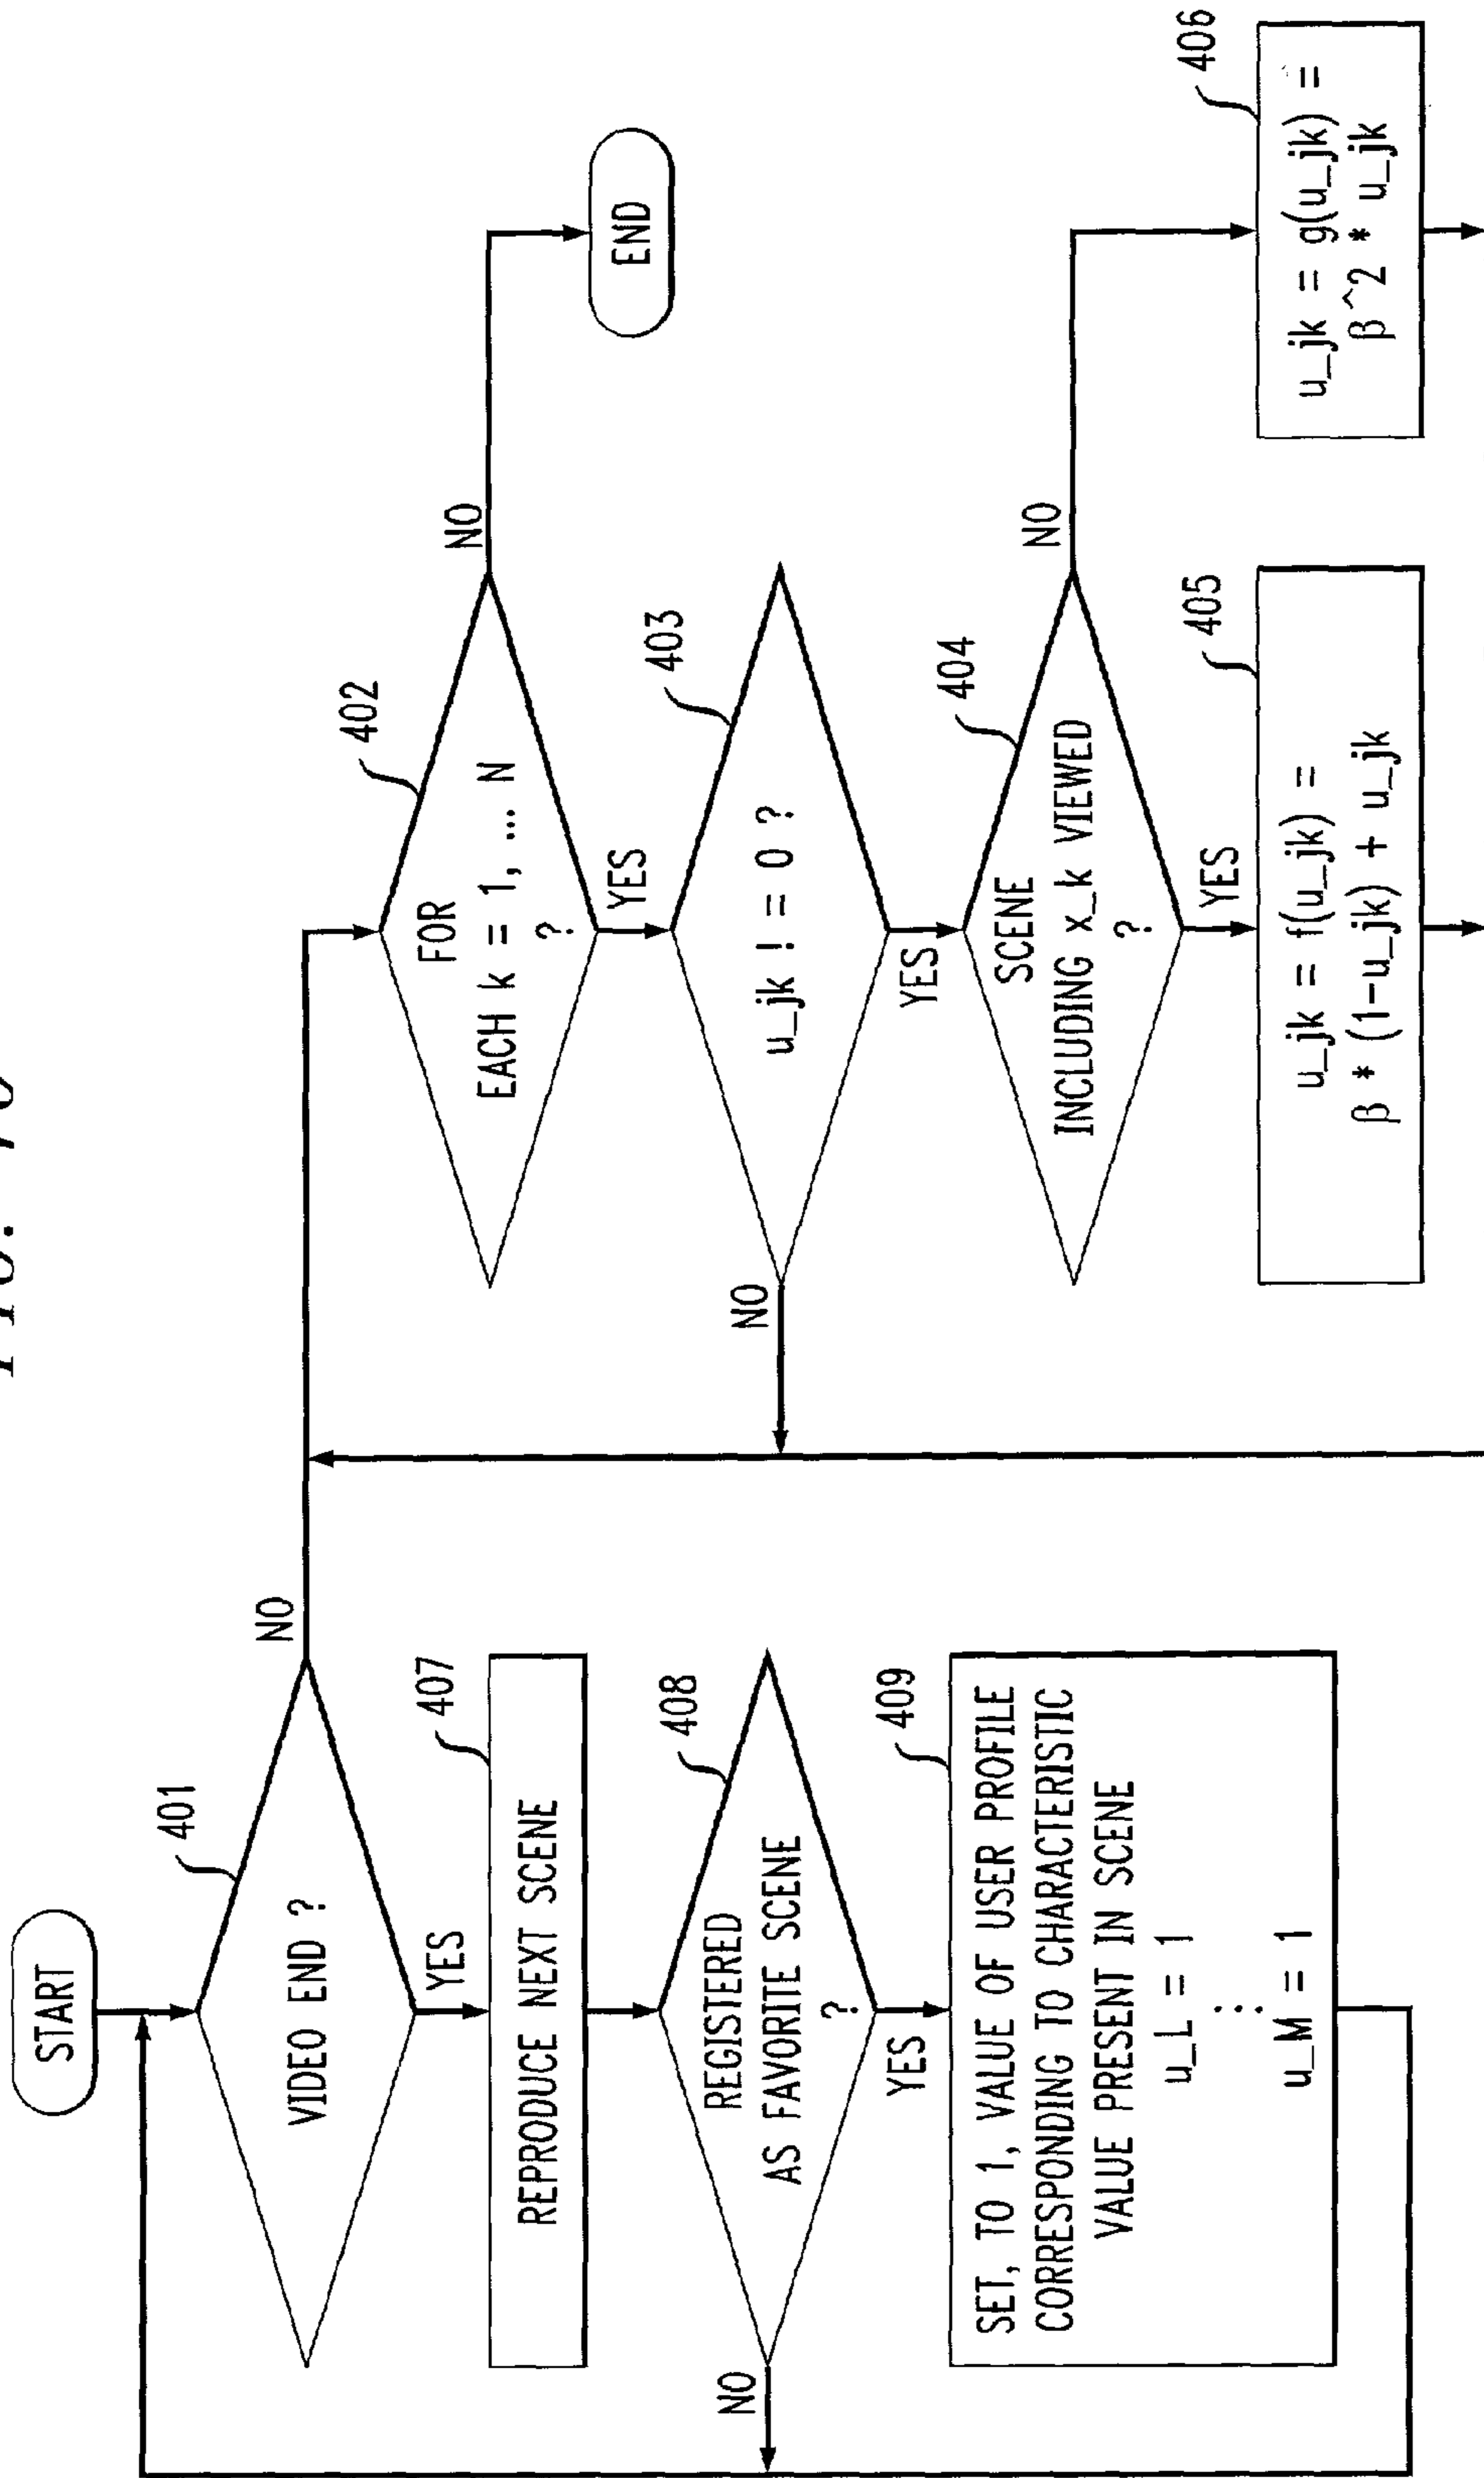 START
401
VIDEO END ?
NO
YES
407
REPRODUCE NEXT SCENE
408
REGISTERED
AS FAVORITE SCENE
?
NO
YES
409
SET, TO 1, VALUE OF USER PROFILE
CORRESPONDING TO CHARACTERISTIC
VALUE PRESENT IN SCENE
u_L = 1
⋮
u_M = 1
402
FOR
EACH k = 1, ... N
?
NO
END
YES
403
u_jk ! = 0 ?
NO
YES
404
SCENE
INCLUDING x_k VIEWED
?
NO
YES
405
u_jk = f(u_jk) =
β * (1-u_jk) + u_jk
406
u_jk = g(u_jk) =
β^2 * u_jk